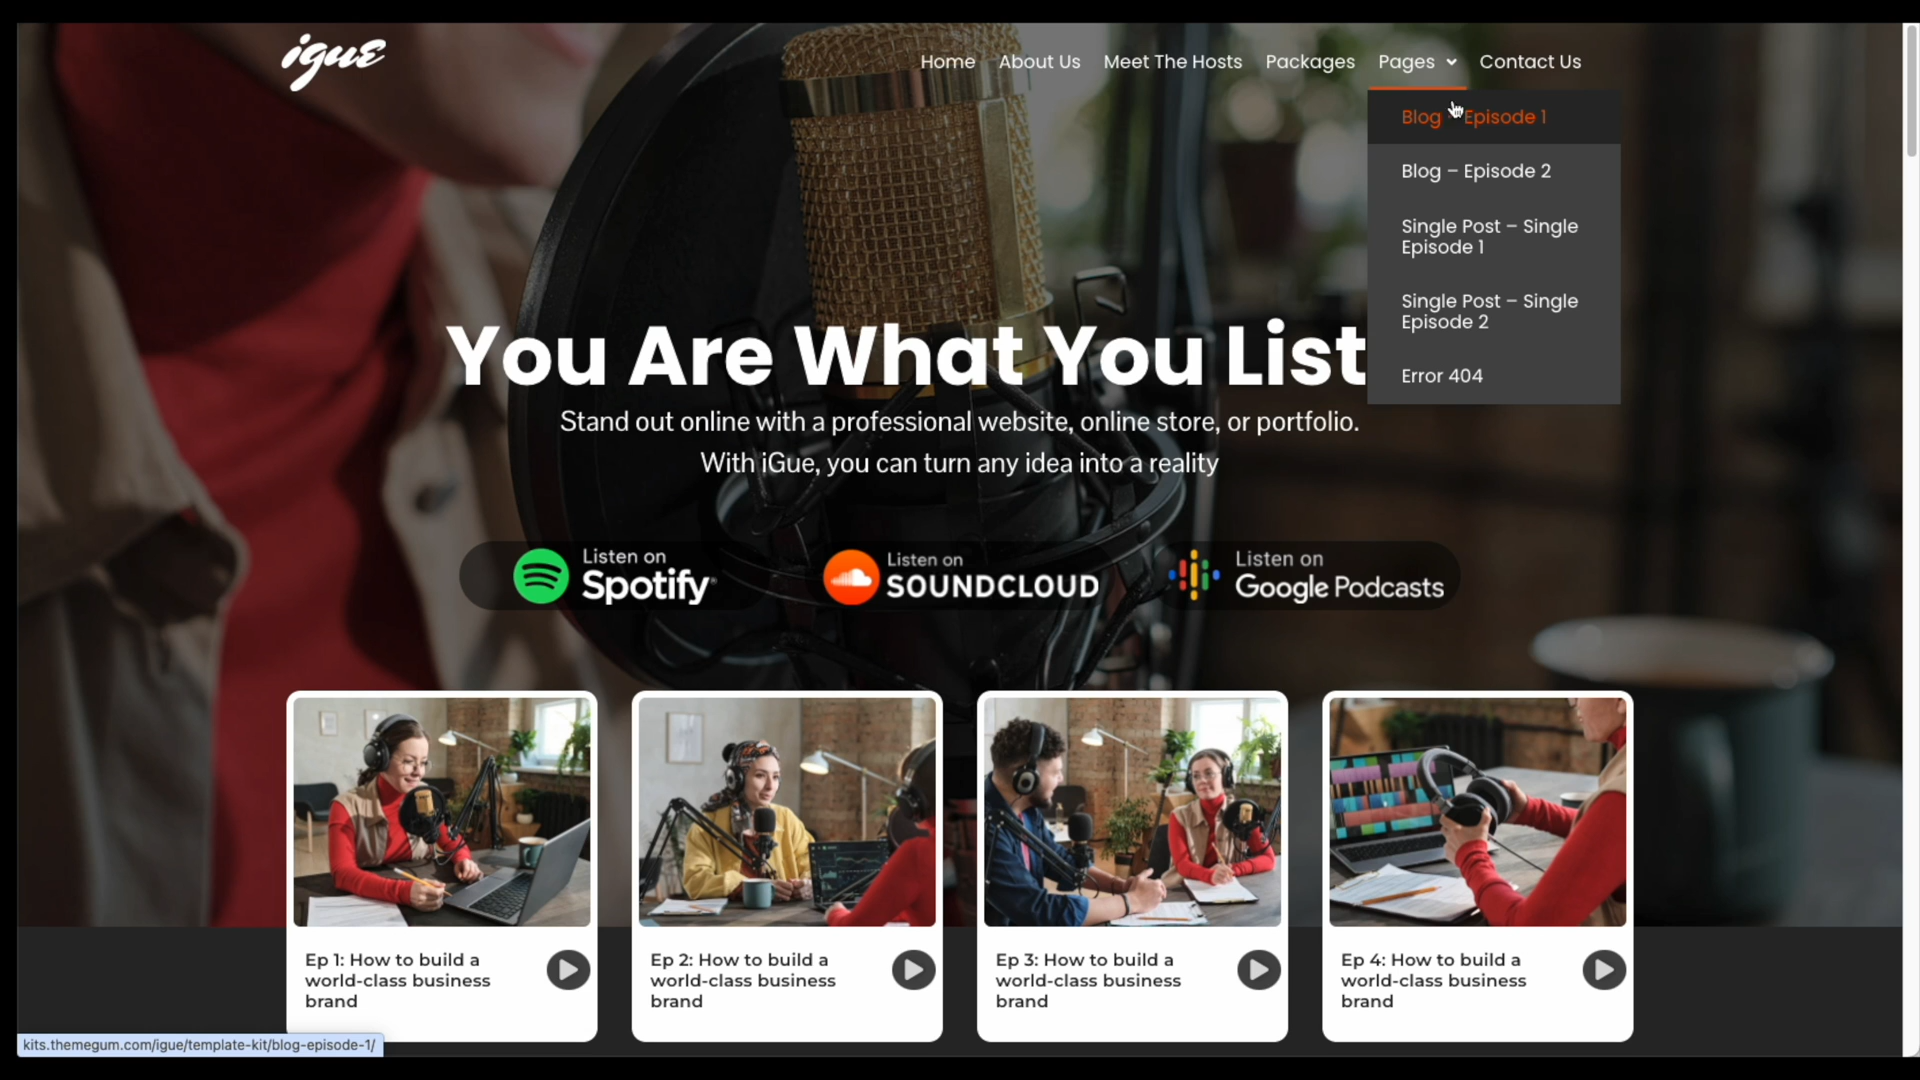 igue
Home About Us Meet The Hosts Packages Pages Contact Us
Blog – Episode 1
Blog – Episode 2
Single Post – Single
Episode 1
Single Post – Single
Episode 2
Error 404
You Are What You List
Stand out online with a professional website, online store, or portfolio.
With iGue, you can turn any idea into a reality
Listen on
Spotify
Listen on
SOUNDCLOUD
Listen on
Google Podcasts
Ep 1: How to build a
world-class business
brand
Ep 2: How to build a
world-class business
brand
Ep 3: How to build a
world-class business
brand
Ep 4: How to build a
world-class business
brand
kits.themegum.com/igue/template-kit/blog-episode-1/